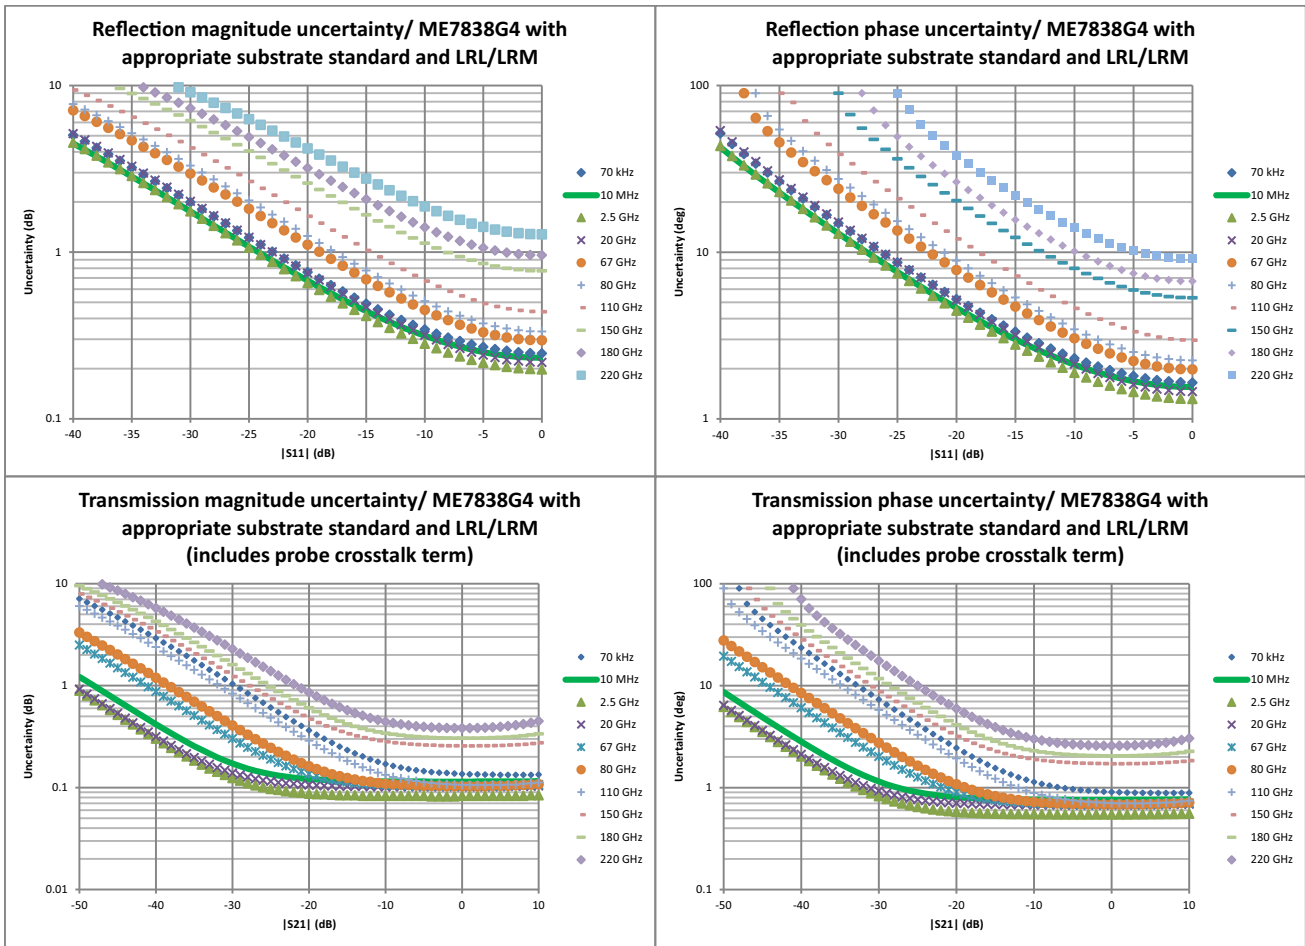 Reflection magnitude uncertainty/ ME7838G4 with
appropriate substrate standard and LRL/LRM
10
1
0.1
Uncertainty (dB)
-40 -35 -30 -25 -20 -15 -10 -5 0
|S11| (dB)
70 kHz
10 MHz
2.5 GHz
20 GHz
67 GHz
80 GHz
110 GHz
150 GHz
180 GHz
220 GHz
Reflection phase uncertainty/ ME7838G4 with
appropriate substrate standard and LRL/LRM
100
10
1
Uncertainty (deg)
-40 -35 -30 -25 -20 -15 -10 -5 0
|S11| (dB)
70 kHz
10 MHz
2.5 GHz
20 GHz
67 GHz
80 GHz
110 GHz
150 GHz
180 GHz
220 GHz
Transmission magnitude uncertainty/ ME7838G4 with
appropriate substrate standard and LRL/LRM
(includes probe crosstalk term)
10
1
0.1
0.01
Uncertainty (dB)
-50 -40 -30 -20 -10 0 10
|S21| (dB)
70 kHz
10 MHz
2.5 GHz
20 GHz
67 GHz
80 GHz
110 GHz
150 GHz
180 GHz
220 GHz
Transmission phase uncertainty/ ME7838G4 with
appropriate substrate standard and LRL/LRM
(includes probe crosstalk term)
100
10
1
0.1
Uncertainty (deg)
-50 -40 -30 -20 -10 0 10
|S21| (dB)
70 kHz
10 MHz
2.5 GHz
20 GHz
67 GHz
80 GHz
110 GHz
150 GHz
180 GHz
220 GHz